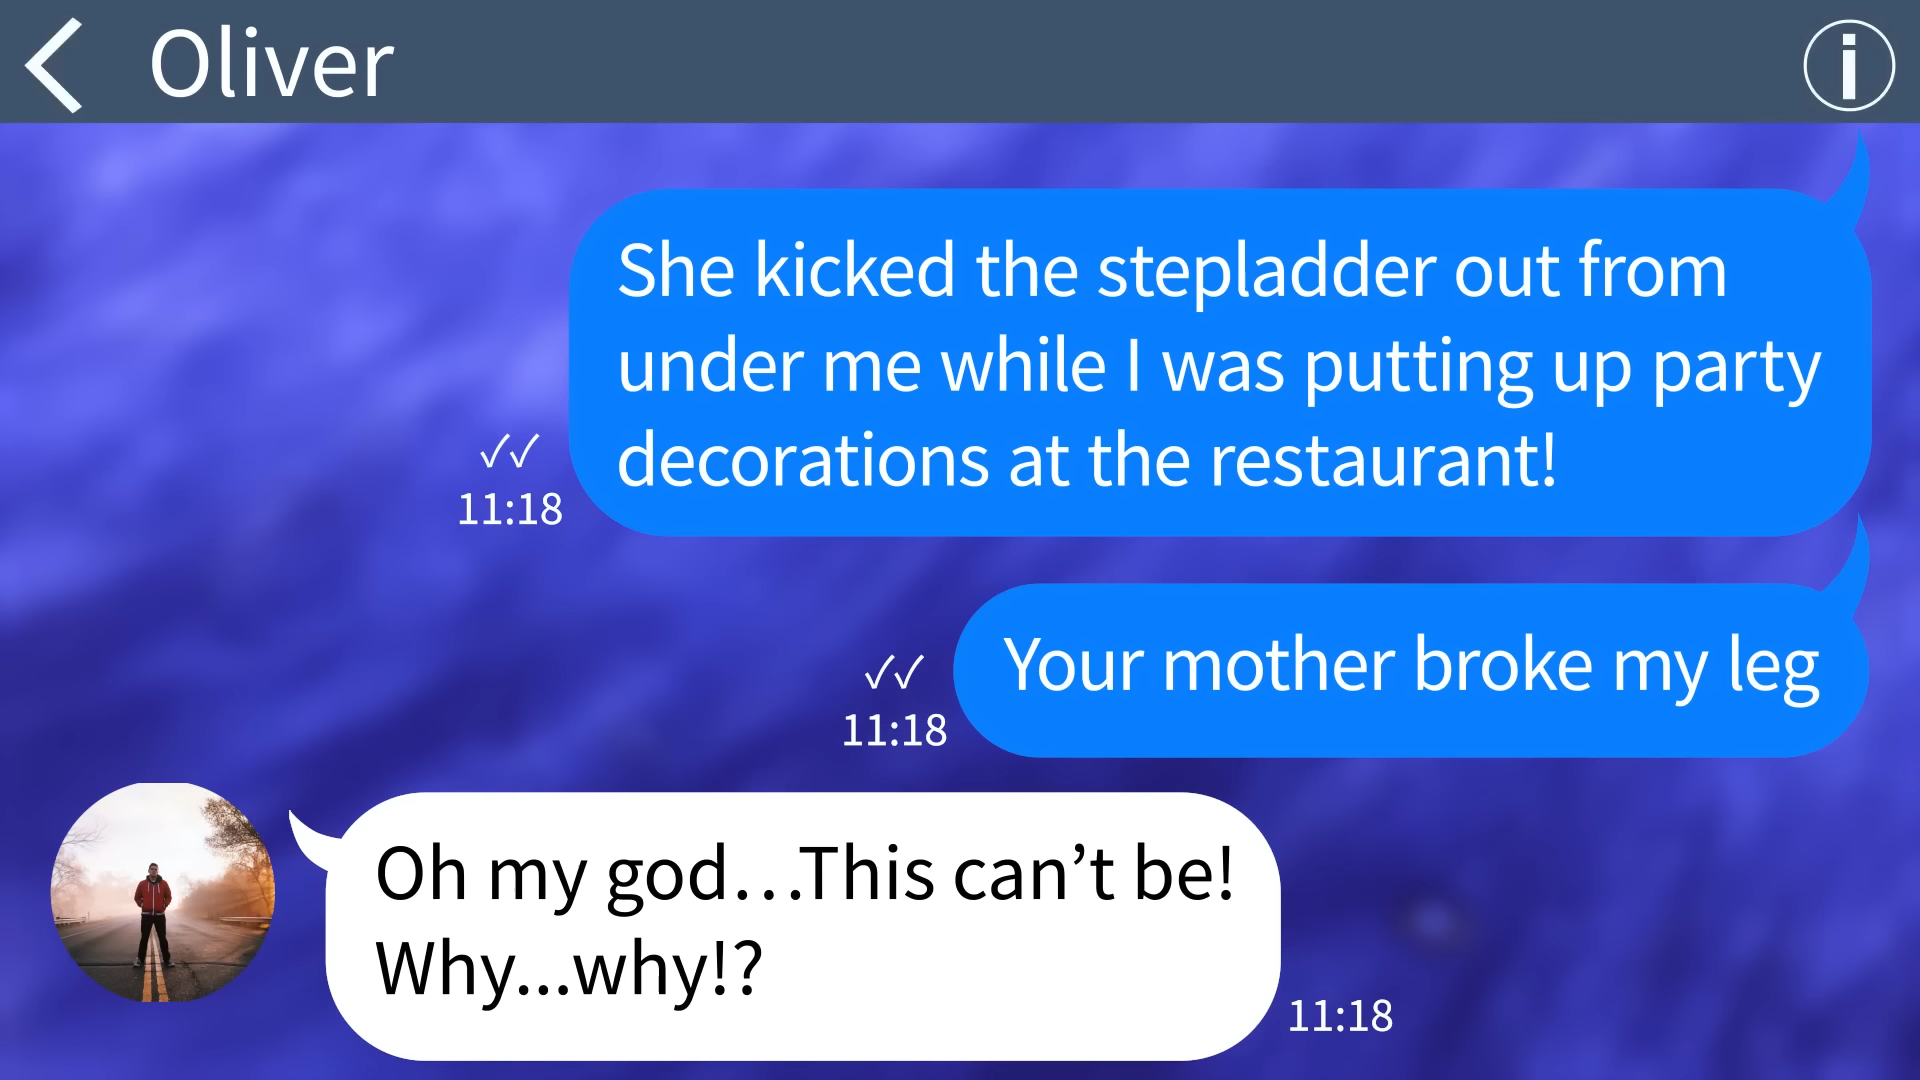 Oliver
She kicked the stepladder out from
under me while I was putting up party
decorations at the restaurant!
✓✓
11:18
Your mother broke my leg
✓✓
11:18
Oh my god…This can’t be!
Why...why!?
11:18